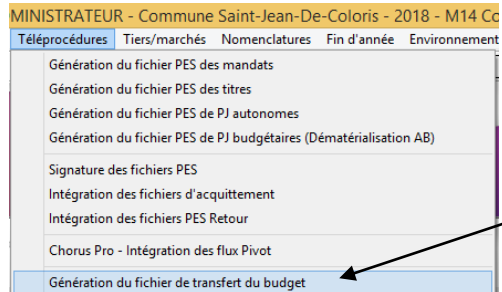 MINISTRATEUR - Commune Saint-Jean-De-Coloris - 2018 - M14 Co
Téléprocédures Tiers/marchés Nomenclatures Fin d'année Environnement
Génération du fichier PES des mandats
Génération du fichier PES des titres
Génération du fichier PES de PJ autonomes
Génération du fichier PES de PJ budgétaires (Dématérialisation AB)
Signature des fichiers PES
Intégration des fichiers d'acquittement
Intégration des fichiers PES Retour
Chorus Pro - Intégration des flux Pivot
Génération du fichier de transfert du budget